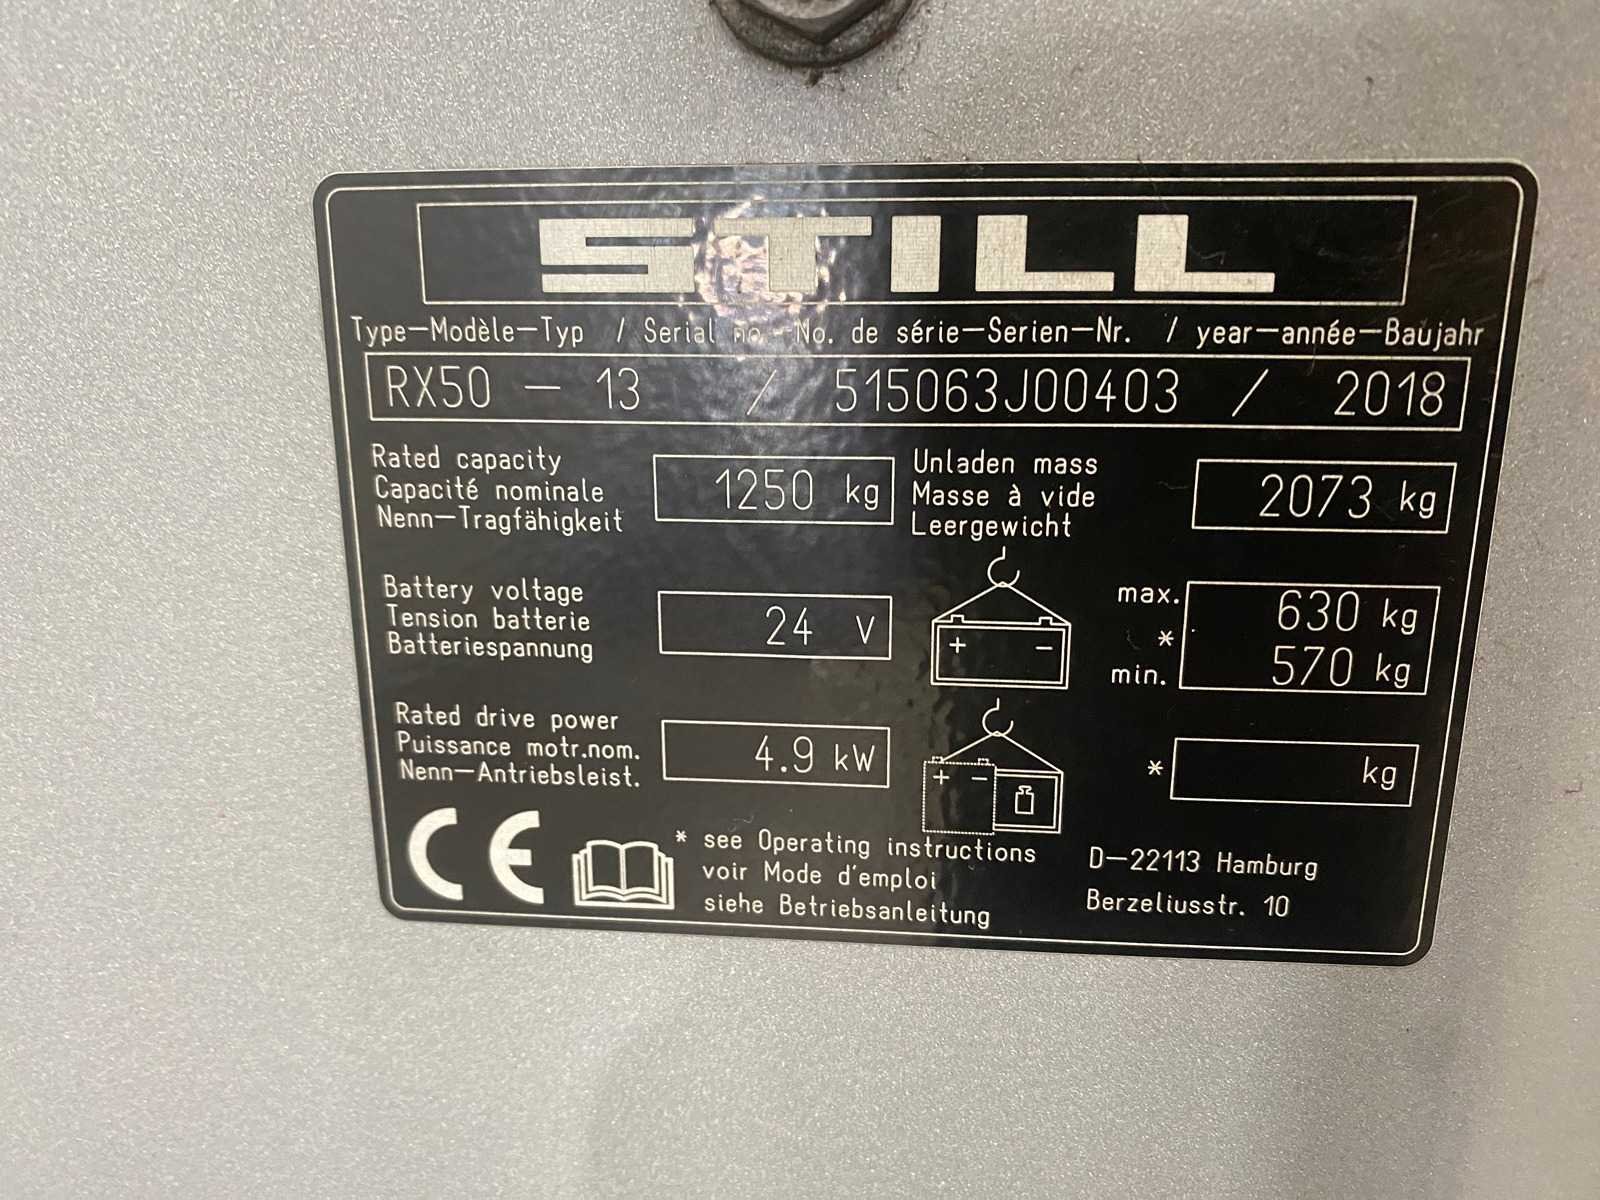 STILL
Type-Modèle-Typ / Serial no.-No. de série-Serien-Nr. / year-année-Baujahr
RX50 - 13 / 515063J00403 / 2018
Rated capacity
Capacité nominale
Nenn-Tragfähigkeit
1250 kg
Unladen mass
Masse à vide
Leergewicht
2073 kg
Battery voltage
Tension batterie
Batteriespannung
24 V
+ -
max. 630 kg
*
min. 570 kg
Rated drive power
Puissance motr.nom.
Nenn-Antriebsleist.
4.9 kW
+ -
* kg
CE
* see Operating instructions
voir Mode d'emploi
siehe Betriebsanleitung
D-22113 Hamburg
Berzeliusstr. 10